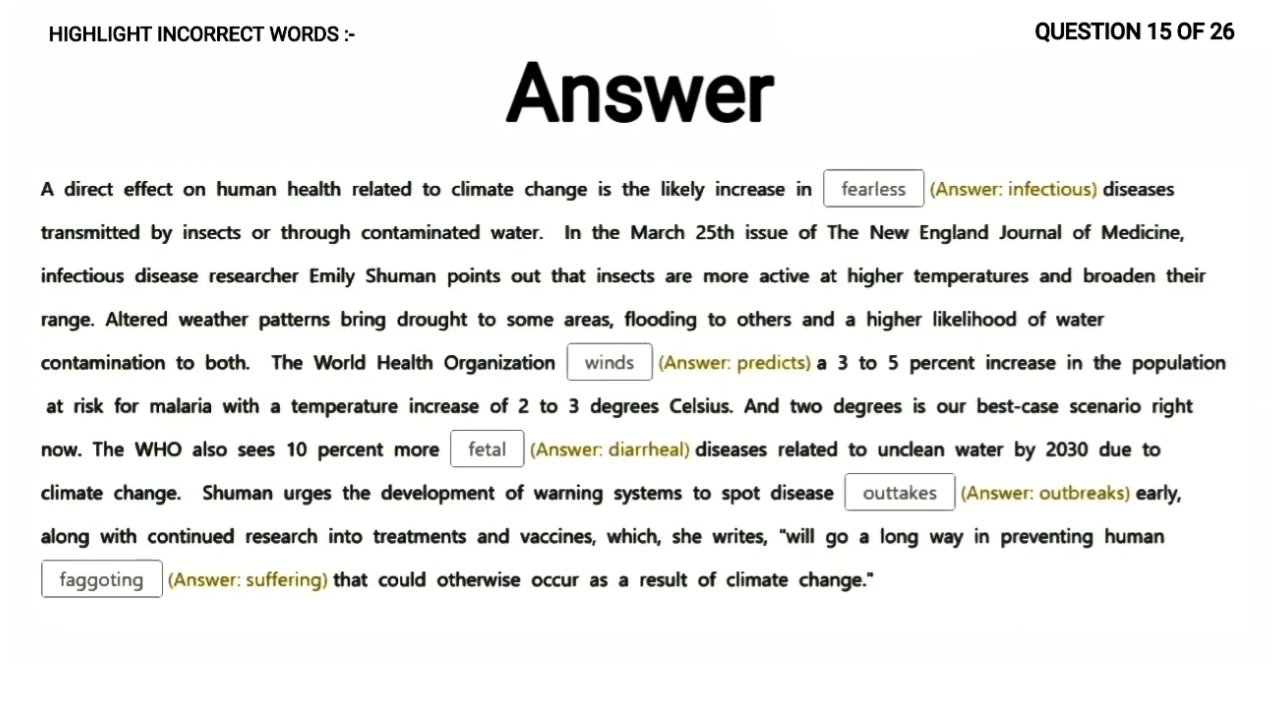 HIGHLIGHT INCORRECT WORDS :-
QUESTION 15 OF 26
Answer
A direct effect on human health related to climate change is the likely increase in fearless (Answer: infectious) diseases
transmitted by insects or through contaminated water. In the March 25th issue of The New England Journal of Medicine,
infectious disease researcher Emily Shuman points out that insects are more active at higher temperatures and broaden their
range. Altered weather patterns bring drought to some areas, flooding to others and a higher likelihood of water
contamination to both. The World Health Organization winds (Answer: predicts) a 3 to 5 percent increase in the population
at risk for malaria with a temperature increase of 2 to 3 degrees Celsius. And two degrees is our best-case scenario right
now. The WHO also sees 10 percent more fetal (Answer: diarrheal) diseases related to unclean water by 2030 due to
climate change. Shuman urges the development of warning systems to spot disease outtakes (Answer: outbreaks) early,
along with continued research into treatments and vaccines, which, she writes, "will go a long way in preventing human
faggoting (Answer: suffering) that could otherwise occur as a result of climate change."